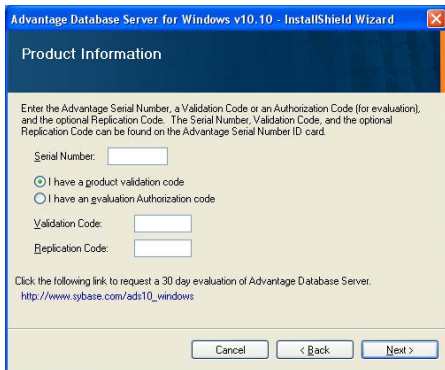 Advantage Database Server for Windows v10.10 - InstallShield Wizard
Product Information
Enter the Advantage Serial Number, a Validation Code or an Authorization Code (for evaluation),
and the optional Replication Code. The Serial Number, Validation Code, and the optional
Replication Code can be found on the Advantage Serial Number ID card.
Serial Number:
I have a product validation code
I have an evaluation Authorization code
Validation Code:
Replication Code:
Click the following link to request a 30 day evaluation of Advantage Database Server.
http://www.sybase.com/ads10_windows
Cancel < Back Next >